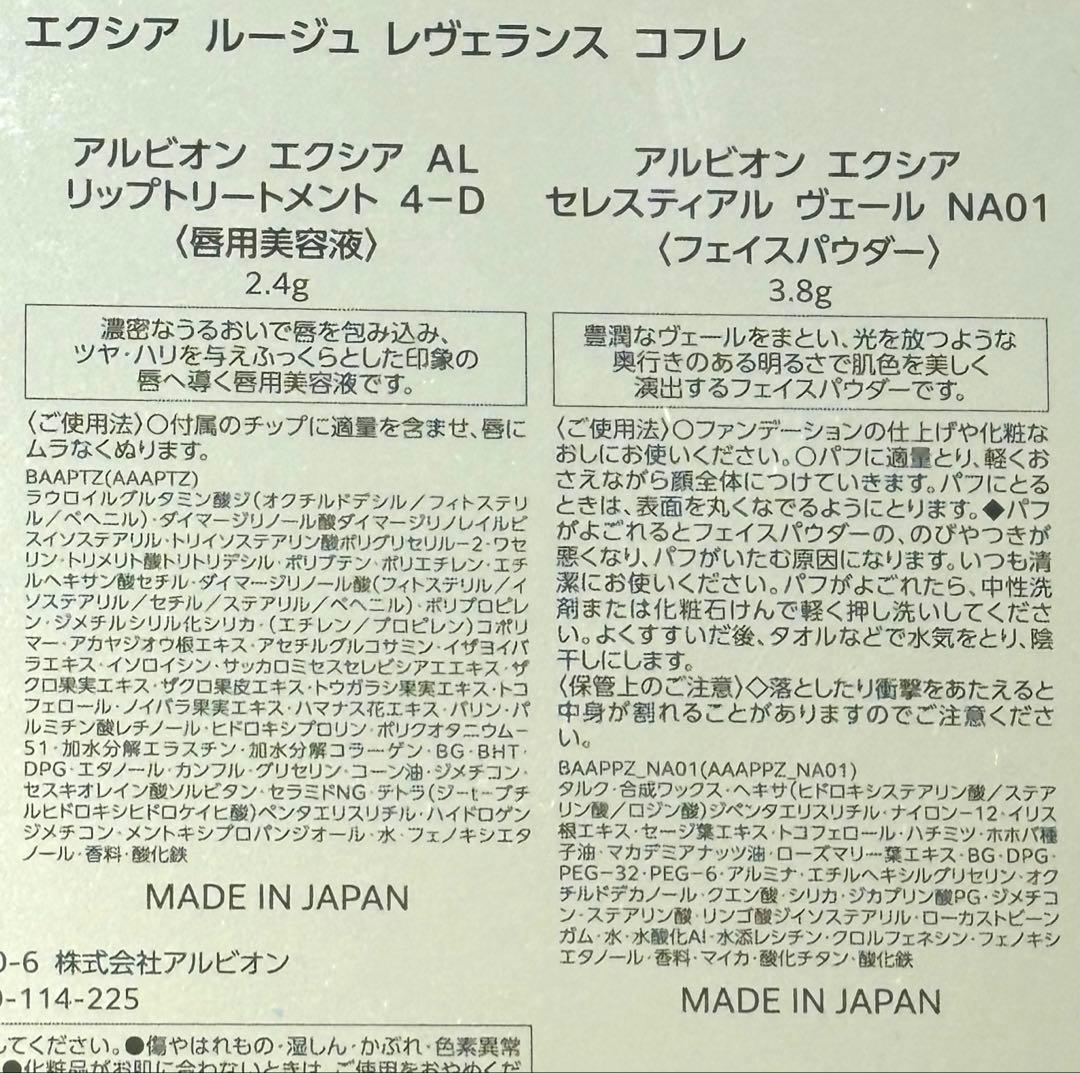 エクシア ルージュ レヴェランス コフレ
アルビオン エクシア AL
リップトリートメント 4-D
〈唇用美容液〉
2.4g
濃密なうるおいで唇を包み込み、
ツヤ・ハリを与えふっくらとした印象の
唇へ導く唇用美容液です。
〈ご使用法〉○付属のチップに適量を含ませ、唇に
ムラなくぬります。
BAAPTZ(AAAPTZ)
ラウロイルグルタミン酸ジ(オクチルドデシル/フィトステリ
ル/ベヘニル)・ダイマージリノール酸ダイマージリノレイルビ
スイソステアリル・トリイソステアリン酸ポリグリセリル-2・ワセ
リン・トリメリト酸トリトリデシル・ポリブテン・ポリエチレン・エチ
ルヘキサン酸セチル・ダイマージリノール酸(フィトステリル/イ
ソステアリル/セチル/ステアリル/ベヘニル)・ポリプロピレ
ン・ジメチルシリル化シリカ・(エチレン/プロピレン)コポリ
マー・アカヤジオウ根エキス・アセチルグルコサミン・イザヨイバ
ラエキス・イソロイシン・サッカロミセスセレビシアエエキス・ザ
クロ果実エキス・ザクロ果皮エキス・トウガラシ果実エキス・トコ
フェロール・ノイバラ果実エキス・ハマナス花エキス・バリン・パ
ルミチン酸レチノール・ヒドロキシプロリン・ポリクオタニウム-
51・加水分解エラスチン・加水分解コラーゲン・BG・BHT・
DPG・エタノール・カンフル・グリセリン・コーン油・ジメチコン・
セスキオレイン酸ソルビタン・セラミドNG・テトラ(ジ-t-ブチ
ルヒドロキシヒドロケイヒ酸)ペンタエリスリチル・ハイドロゲン
ジメチコン・メントキシプロパンジオール・水・フェノキシエタ
ノール・香料・酸化鉄
MADE IN JAPAN
0-6 株式会社アルビオン
0-114-225
してください。●傷やはれもの・湿しん・かぶれ・色素異常
●化粧品がお肌に合わないときは、ご使用をおやめくだ
アルビオン エクシア
セレスティアル ヴェール NA01
〈フェイスパウダー〉
3.8g
豊潤なヴェールをまとい、光を放つような
奥行きのある明るさで肌色を美しく
演出するフェイスパウダーです。
〈ご使用法〉○ファンデーションの仕上げや化粧な
おしにお使いください。○パフに適量とり、軽くお
さえながら顔全体につけていきます。パフにとる
ときは、表面を丸くなでるようにとります。◆パフ
がよごれるとフェイスパウダーの、のびやつきが
悪くなり、パフがいたむ原因になります。いつも清
潔にお使いください。パフがよごれたら、中性洗
剤または化粧石けんで軽く押し洗いしてくださ
い。よくすすいだ後、タオルなどで水気をとり、陰
干しにします。
〈保管上のご注意〉◇落としたり衝撃をあたえると
中身が割れることがありますのでご注意くださ
い。
BAAPPZ_NA01(AAAPPZ_NA01)
タルク・合成ワックス・ヘキサ(ヒドロキシステアリン酸/ステア
リン酸/ロジン酸)ジペンタエリスリチル・ナイロン-12・イリス
根エキス・セージ葉エキス・トコフェロール・ハチミツ・ホホバ種
子油・マカデミアナッツ油・ローズマリー葉エキス・BG・DPG・
PEG-32・PEG-6・アルミナ・エチルヘキシルグリセリン・オク
チルドデカノール・クエン酸・シリカ・ジカプリン酸PG・ジメチコ
ン・ステアリン酸・リンゴ酸ジイソステアリル・ローカストビーン
ガム・水・水酸化Al・水添レシチン・クロルフェネシン・フェノキシ
エタノール・香料・マイカ・酸化チタン・酸化鉄
MADE IN JAPAN